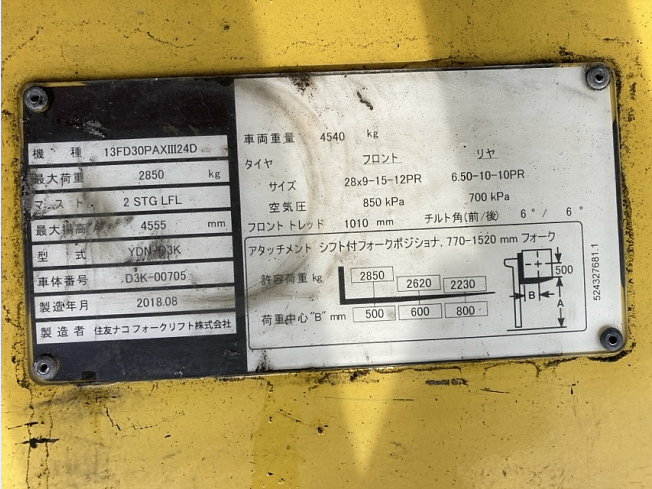 機 種 13FD30PAXIII24D
最大荷重 2850 kg
マスト 2 STG LFL
最大揚高 4555 mm
型 式 YDN-D3K
車体番号 D3K-00705
製造年月 2018.08
製造者 住友ナコフォークリフト株式会社
車両重量 4540 kg
タイヤ フロント リヤ
サイズ 28x9-15-12PR 6.50-10-10PR
空気圧 850 kPa 700 kPa
フロント トレッド 1010 mm チルト角(前/後) 6°/ 6°
アタッチメント シフト付フォークポジショナ. 770-1520 mm フォーク
許容荷重 kg 2850 2620 2230
荷重中心"B" mm 500 600 800
500
B
A
524327681.1